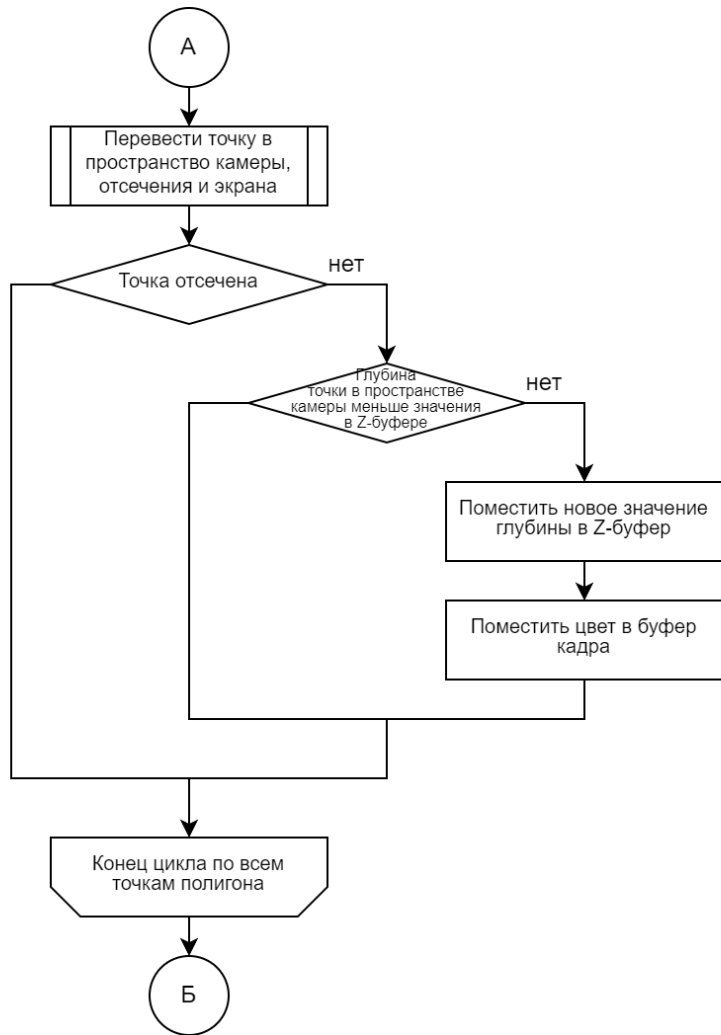 А
Перевести точку в
пространство камеры,
отсечения и экрана
Точка отсечена
нет
Глубина
точки в пространстве
камеры меньше значения
в Z-буфере
нет
Поместить новое значение
глубины в Z-буфер
Поместить цвет в буфер
кадра
Конец цикла по всем
точкам полигона
Б